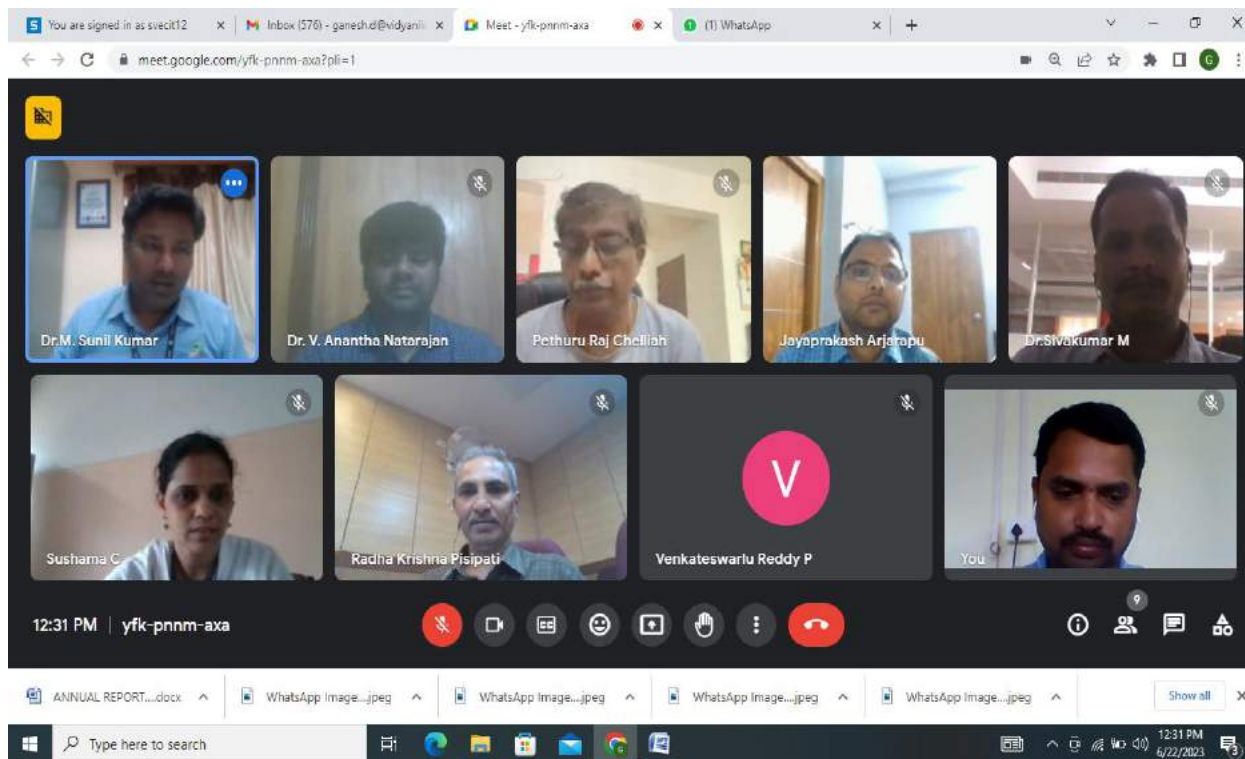 You are signed in as svecit12
Inbox (576) - ganesh.d@vidyani
Meet - yfk-pnnm-axa
(1) WhatsApp
meet.google.com/yfk-pnnm-axa?pli=1
G
Dr.M. Sunil Kumar
Dr. V. Anantha Natarajan
Pethuru Raj Chelliah
Jayaprakash Arjarapu
Dr.Sivakumar M
Sushama C
Radha Krishna Pisipati
V
Venkateswarlu Reddy P
You
12:31 PM | yfk-pnnm-axa
9
ANNUAL REPORT....docx
WhatsApp Image....jpeg
WhatsApp Image....jpeg
WhatsApp Image....jpeg
WhatsApp Image....jpeg
Show all
Type here to search
12:31 PM
6/22/2023
3